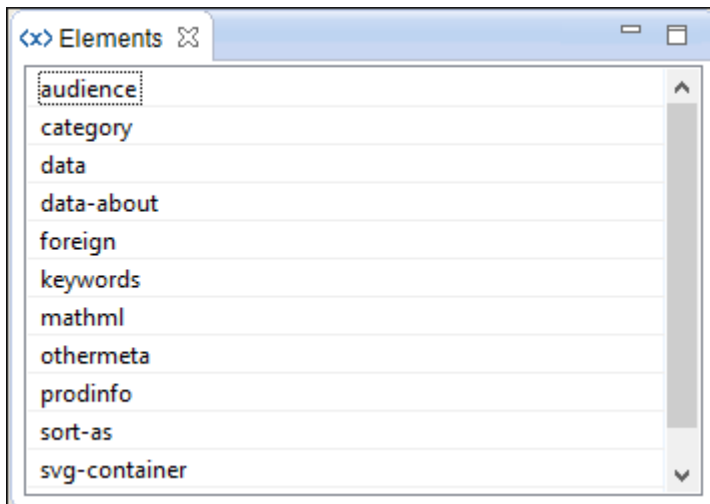 <x> Elements
audience
category
data
data-about
foreign
keywords
mathml
othermeta
prodinfo
sort-as
svg-container